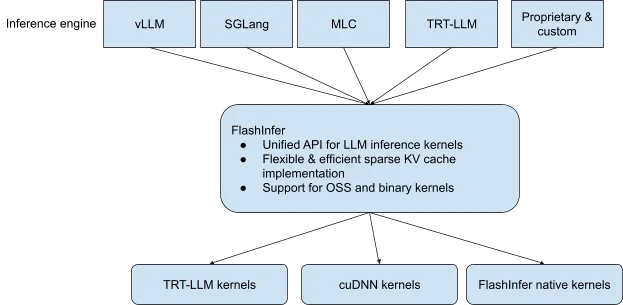 Inference engine
vLLM
SGLang
MLC
TRT-LLM
Proprietary &
custom
FlashInfer
● Unified API for LLM inference kernels
● Flexible & efficient sparse KV cache
implementation
● Support for OSS and binary kernels
TRT-LLM kernels
cuDNN kernels
FlashInfer native kernels